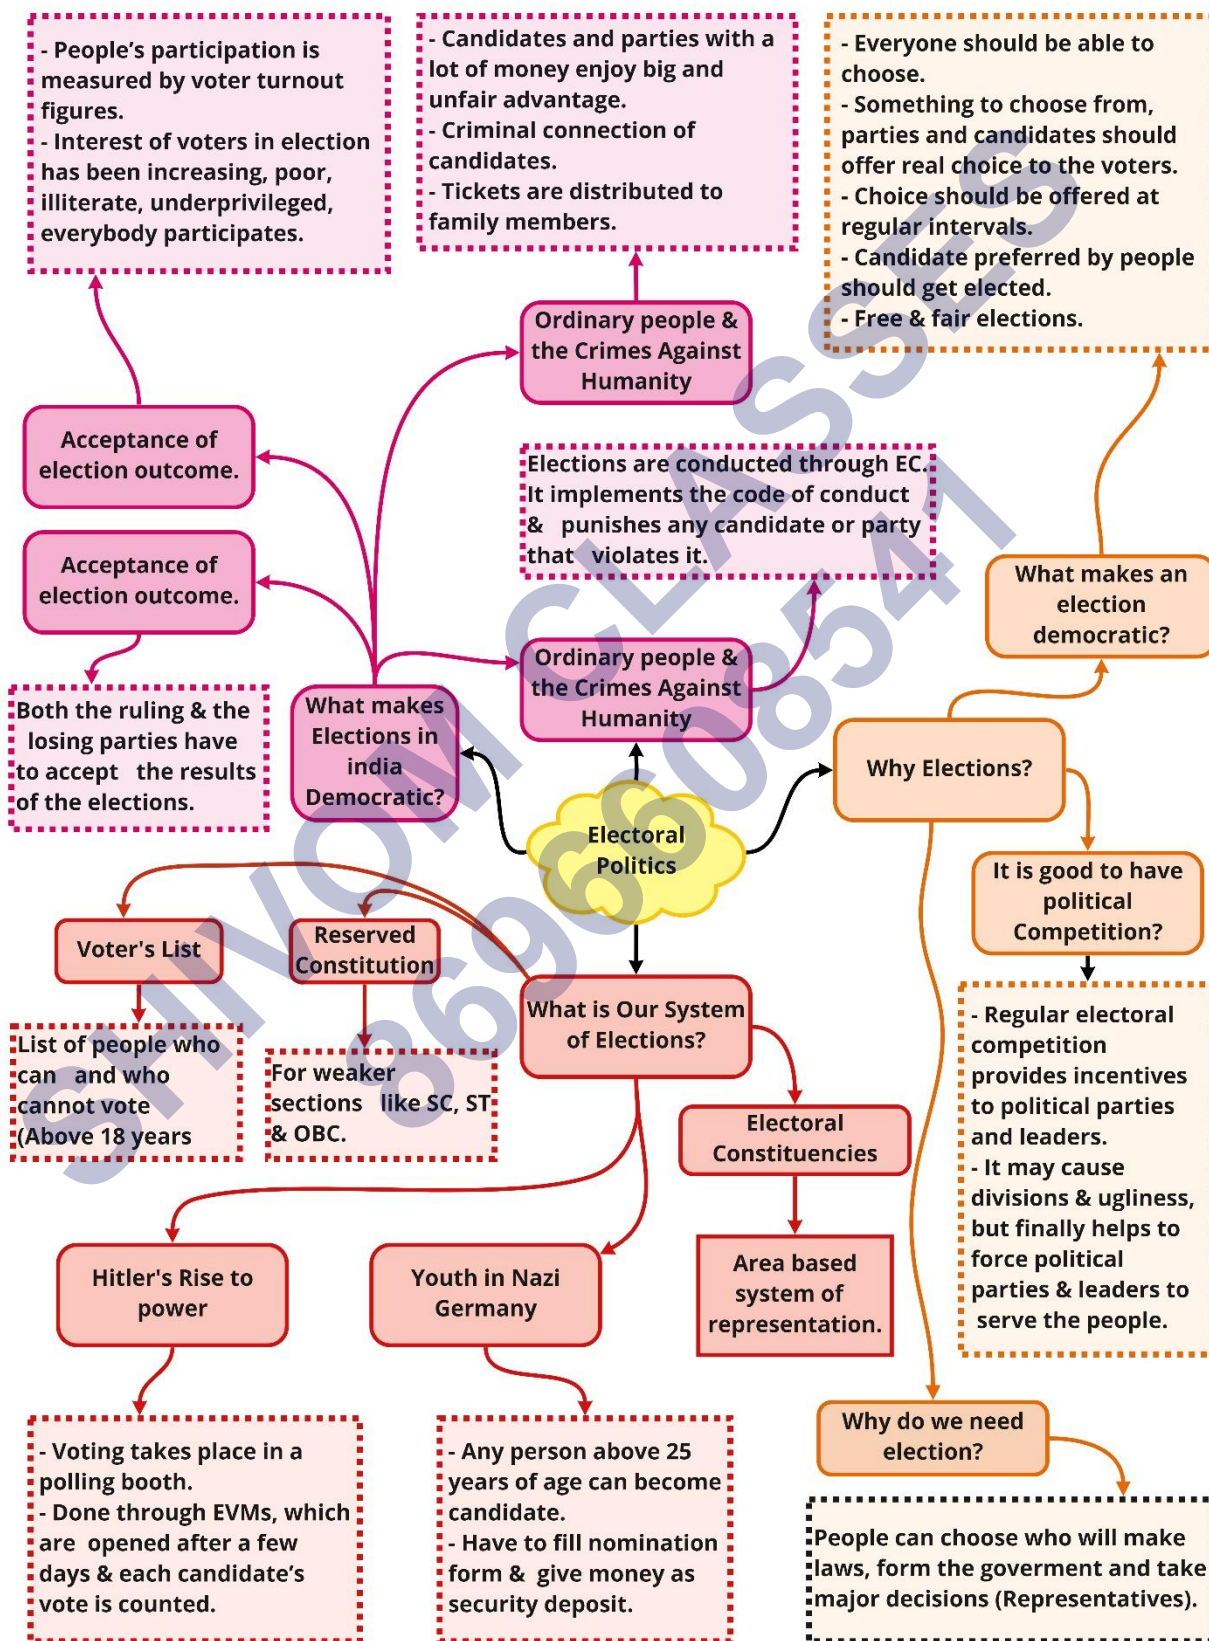 - People's participation is
measured by voter turnout
figures.
- Interest of voters in election
has been increasing, poor,
illiterate, underprivileged,
everybody participates.
- Candidates and parties with a
lot of money enjoy big and
unfair advantage.
- Criminal connection of
candidates.
- Tickets are distributed to
family members.
- Everyone should be able to
choose.
- Something to choose from,
parties and candidates should
offer real choice to the voters.
- Choice should be offered at
regular intervals.
- Candidate preferred by people
should get elected.
- Free & fair elections.
Ordinary people &
the Crimes Against
Humanity
Acceptance of
election outcome.
Elections are conducted through EC.
It implements the code of conduct
& punishes any candidate or party
that violates it.
Acceptance of
election outcome.
What makes an
election
democratic?
Ordinary people &
the Crimes Against
Humanity
Both the ruling & the
losing parties have
to accept the results
of the elections.
What makes
Elections in
india
Democratic?
Why Elections?
Electoral
Politics
It is good to have
political
Competition?
Voter's List
Reserved
Constitution
What is Our System
of Elections?
List of people who
can and who
cannot vote
(Above 18 years
For weaker
sections like SC, ST
& OBC.
- Regular electoral
competition
provides incentives
to political parties
and leaders.
- It may cause
divisions & ugliness,
but finally helps to
force political
parties & leaders to
serve the people.
Electoral
Constituencies
Hitler's Rise to
power
Youth in Nazi
Germany
Area based
system of
representation.
Why do we need
election?
- Voting takes place in a
polling booth.
- Done through EVMs, which
are opened after a few
days & each candidate's
vote is counted.
- Any person above 25
years of age can become
candidate.
- Have to fill nomination
form & give money as
security deposit.
People can choose who will make
laws, form the goverment and take
major decisions (Representatives).
SHIVOM CLASSES
8696608541